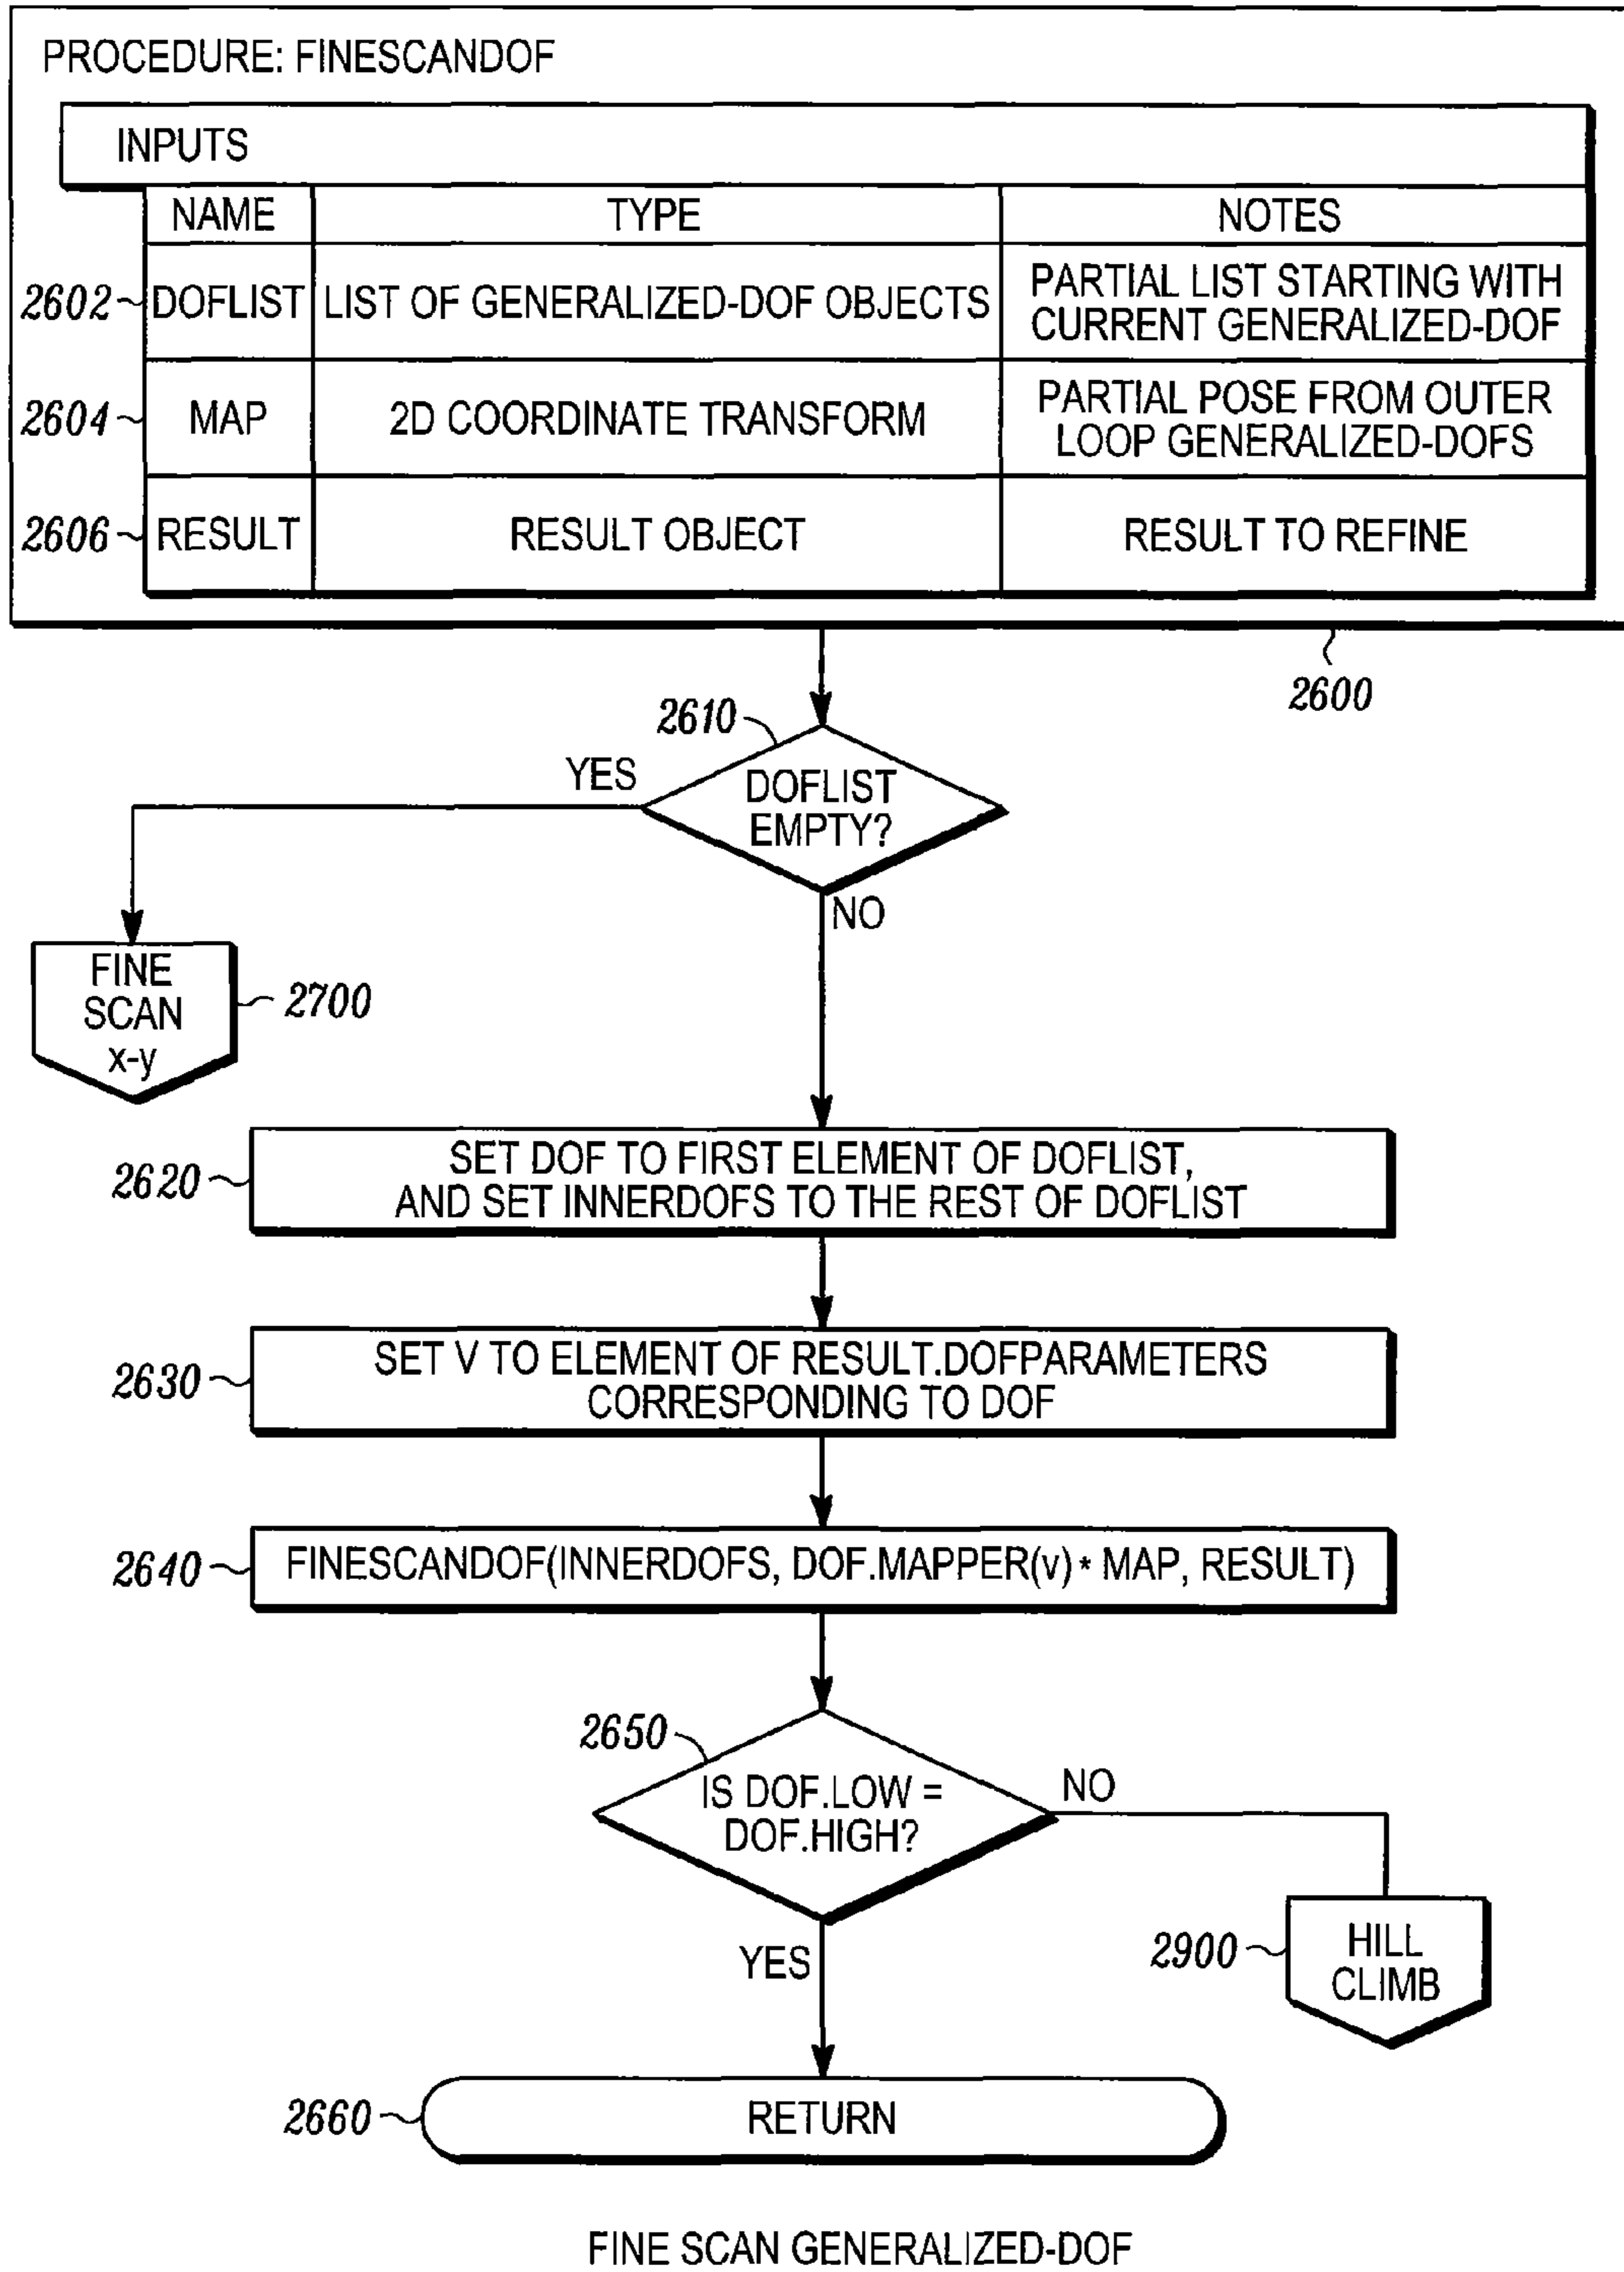 PROCEDURE: FINESCANDOF
INPUTS
NAME TYPE NOTES
2602 DOFLIST LIST OF GENERALIZED-DOF OBJECTS PARTIAL LIST STARTING WITH
CURRENT GENERALIZED-DOF
2604 MAP 2D COORDINATE TRANSFORM PARTIAL POSE FROM OUTER
LOOP GENERALIZED-DOFS
2606 RESULT RESULT OBJECT RESULT TO REFINE
2600
2610
YES
DOFLIST
EMPTY?
NO
FINE
SCAN
x-y
2700
2620
SET DOF TO FIRST ELEMENT OF DOFLIST,
AND SET INNERDOFS TO THE REST OF DOFLIST
2630
SET V TO ELEMENT OF RESULT.DOFPARAMETERS
CORRESPONDING TO DOF
2640
FINESCANDOF(INNERDOFS, DOF.MAPPER(v) * MAP, RESULT)
2650
IS DOF.LOW =
DOF.HIGH?
NO
YES
2900
HILL
CLIMB
2660
RETURN
FINE SCAN GENERALIZED-DOF